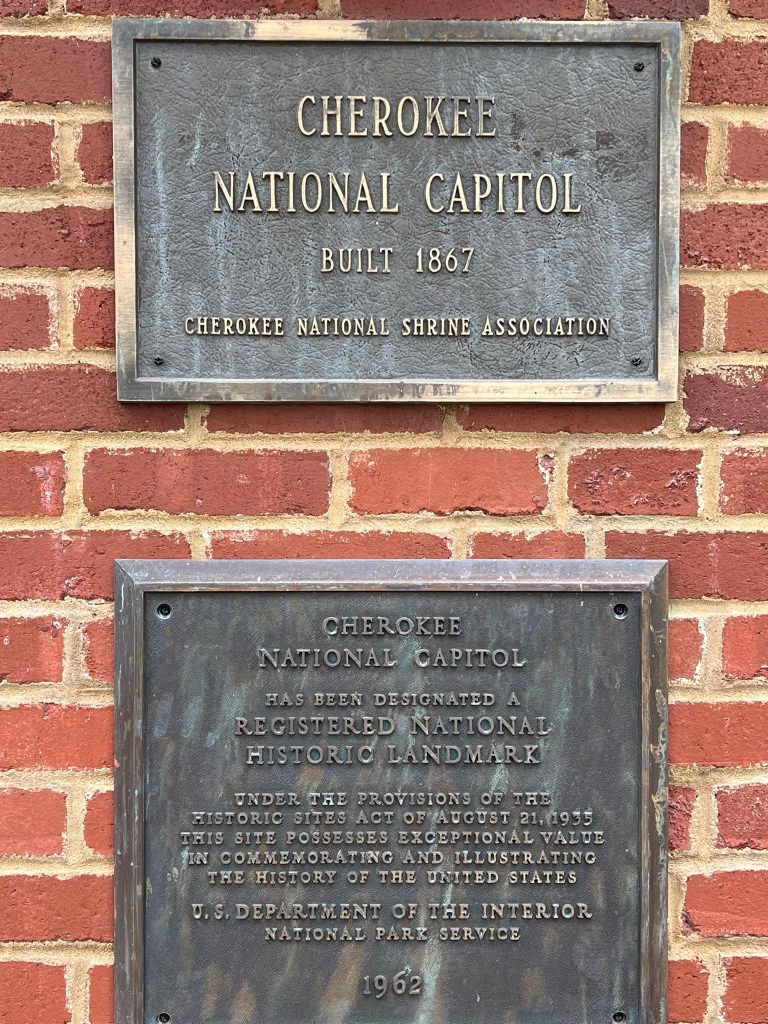 CHEROKEE
NATIONAL CAPITOL
BUILT 1867
CHEROKEE NATIONAL SHRINE ASSOCIATION
CHEROKEE
NATIONAL CAPITOL
HAS BEEN DESIGNATED A
REGISTERED NATIONAL
HISTORIC LANDMARK
UNDER THE PROVISIONS OF THE
HISTORIC SITES ACT OF AUGUST 21, 1935
THIS SITE POSSESSES EXCEPTIONAL VALUE
IN COMMEMORATING AND ILLUSTRATING
THE HISTORY OF THE UNITED STATES
U. S. DEPARTMENT OF THE INTERIOR
NATIONAL PARK SERVICE
1962